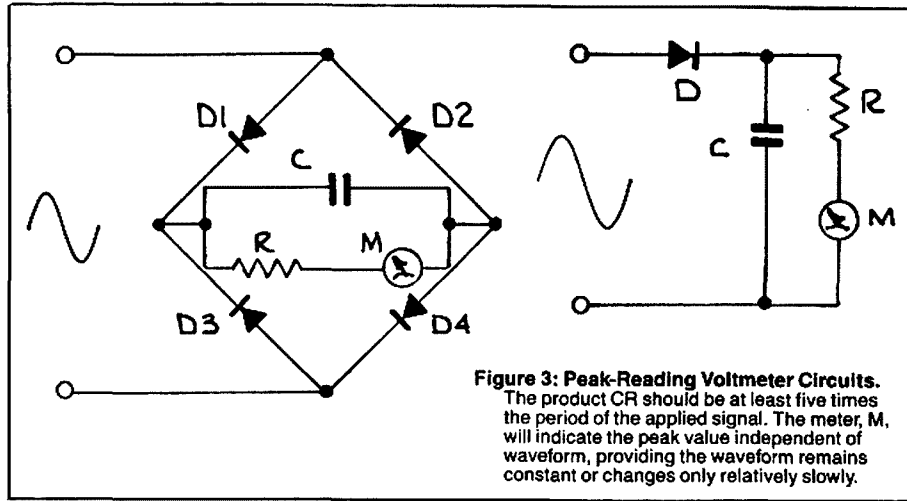 D1
D2
C
R
M
D3
D4
D
C
R
M
Figure 3: Peak-Reading Voltmeter Circuits.
The product CR should be at least five times
the period of the applied signal. The meter, M,
will indicate the peak value independent of
waveform, providing the waveform remains
constant or changes only relatively slowly.